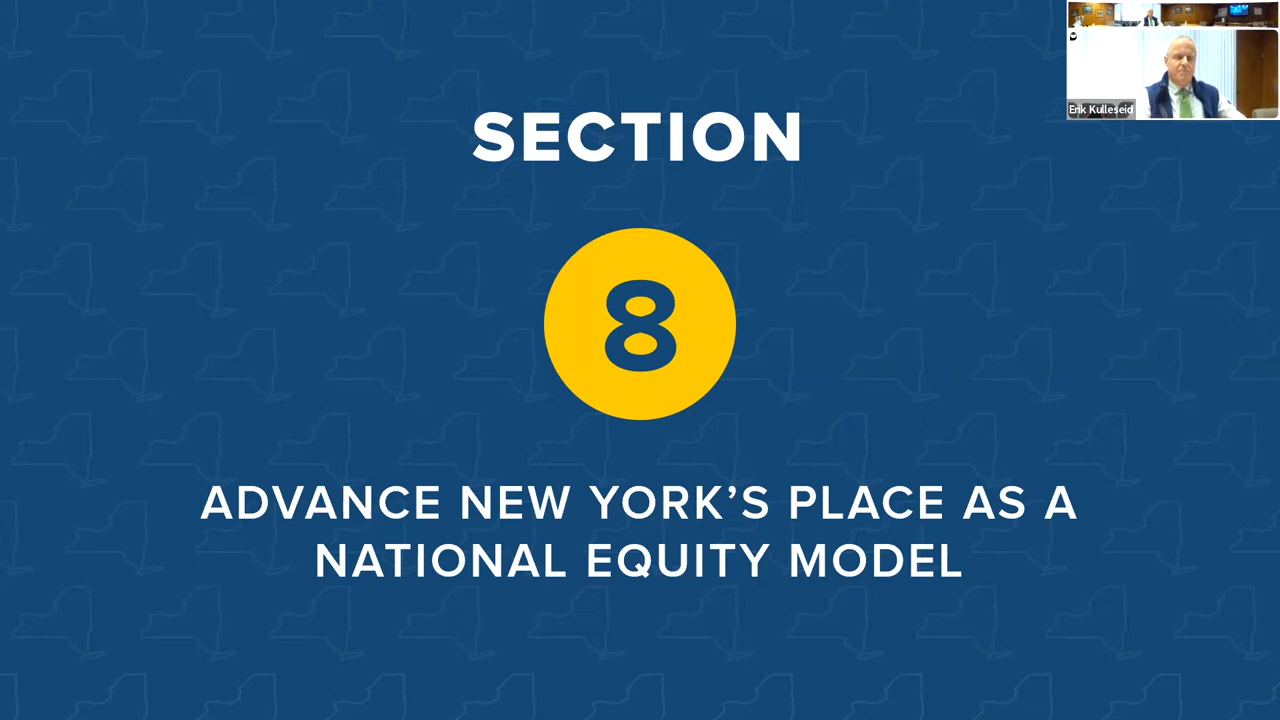 Erik Kulleseid
SECTION
8
ADVANCE NEW YORK’S PLACE AS A
NATIONAL EQUITY MODEL